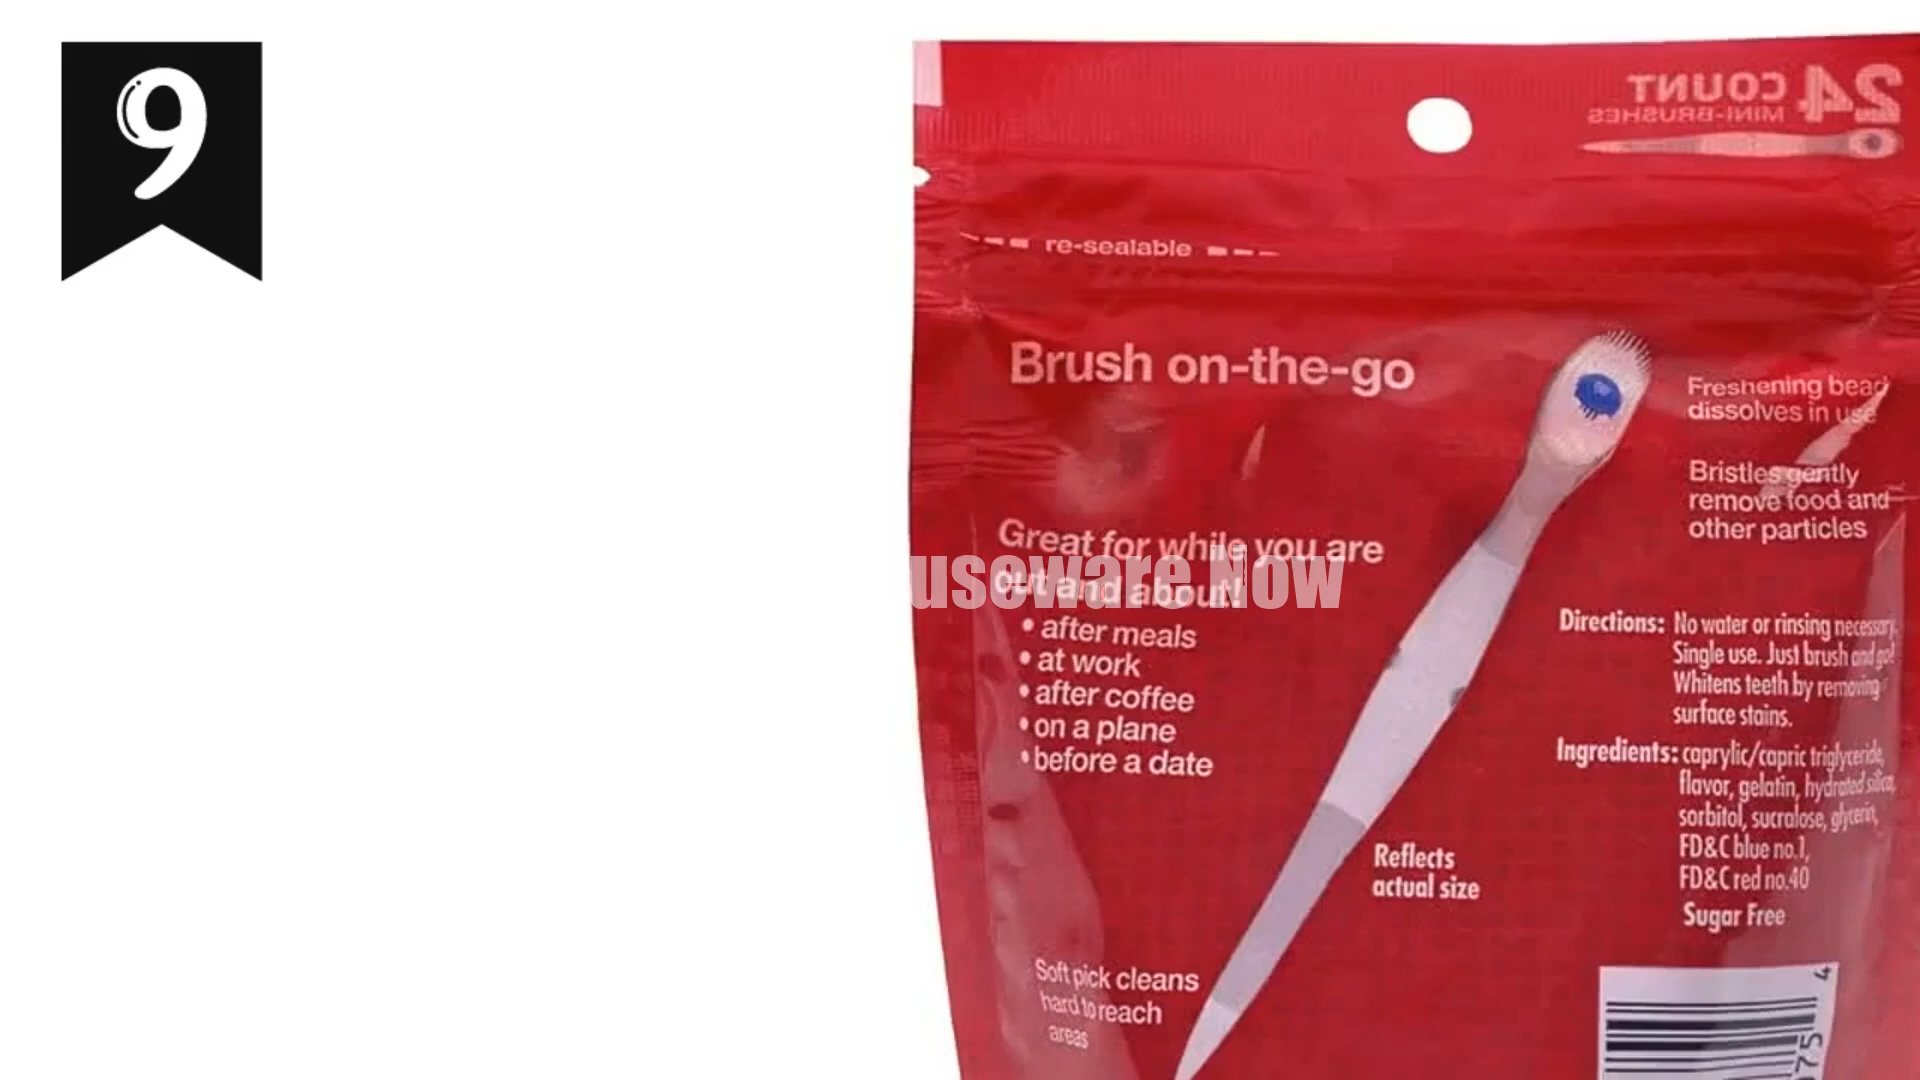 9
24 COUNT
MINI-BRUSHES
re-sealable
Brush on-the-go
Freshening bead
dissolves in use
Bristles gently
remove food and
other particles
Great for while you are
out and about!
• after meals
• at work
• after coffee
• on a plane
• before a date
useware Now
Directions: No water or rinsing necessary.
Single use. Just brush and go!
Whitens teeth by removing
surface stains.
Ingredients: caprylic/capric triglyceride,
flavor, gelatin, hydrated silica,
sorbitol, sucralose, glycerin,
FD&C blue no.1,
FD&C red no.40
Sugar Free
Reflects
actual size
Soft pick cleans
hard to reach
areas
4